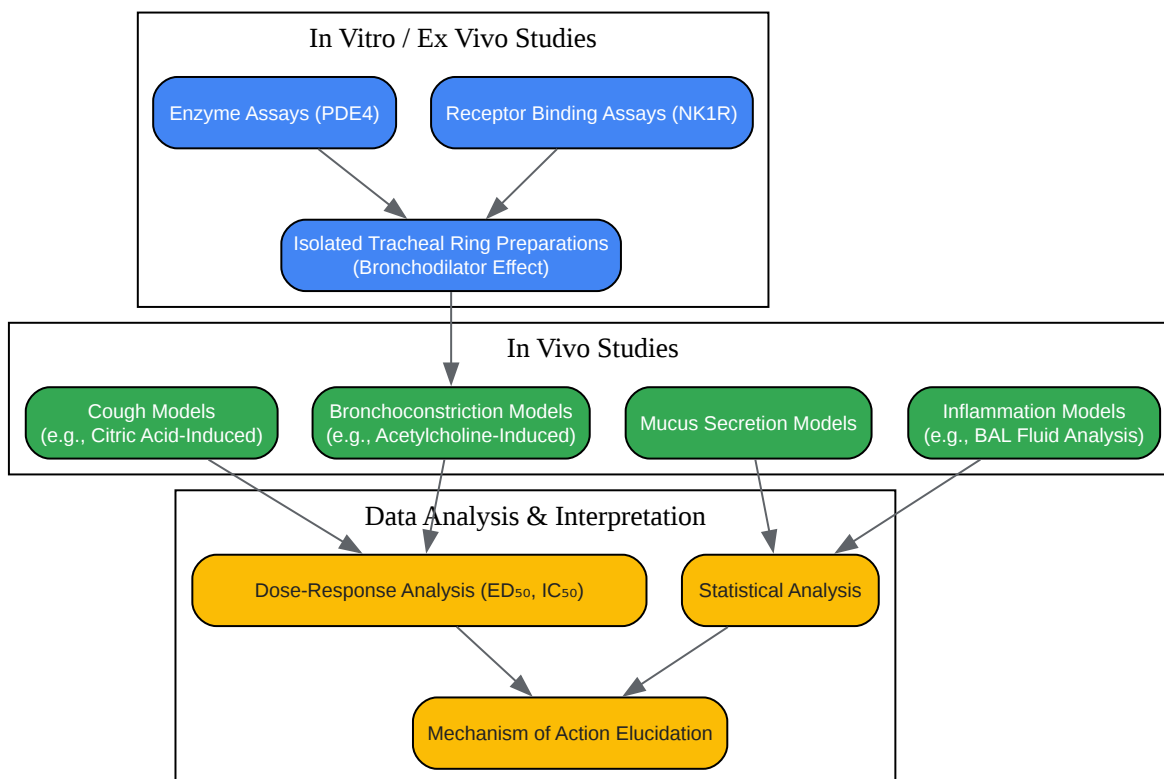 In Vitro / Ex Vivo Studies
Enzyme Assays (PDE4)
Receptor Binding Assays (NK1R)
Isolated Tracheal Ring Preparations
(Bronchodilator Effect)
In Vivo Studies
Cough Models
(e.g., Citric Acid-Induced)
Bronchoconstriction Models
(e.g., Acetylcholine-Induced)
Mucus Secretion Models
Inflammation Models
(e.g., BAL Fluid Analysis)
Data Analysis & Interpretation
Dose-Response Analysis (ED₅₀, IC₅₀)
Statistical Analysis
Mechanism of Action Elucidation